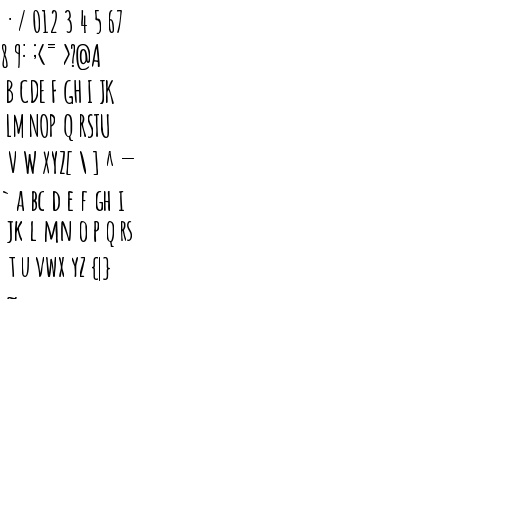 . / 012 3 4 5 67
8 9: ;< = >?@A
B CDE F GH I JK
LM NOP Q RSTU
V W XYZ[ \ ] ^ _
` A BC D E F GH I
JK L MN O P Q RS
T U VWX YZ {|}
~